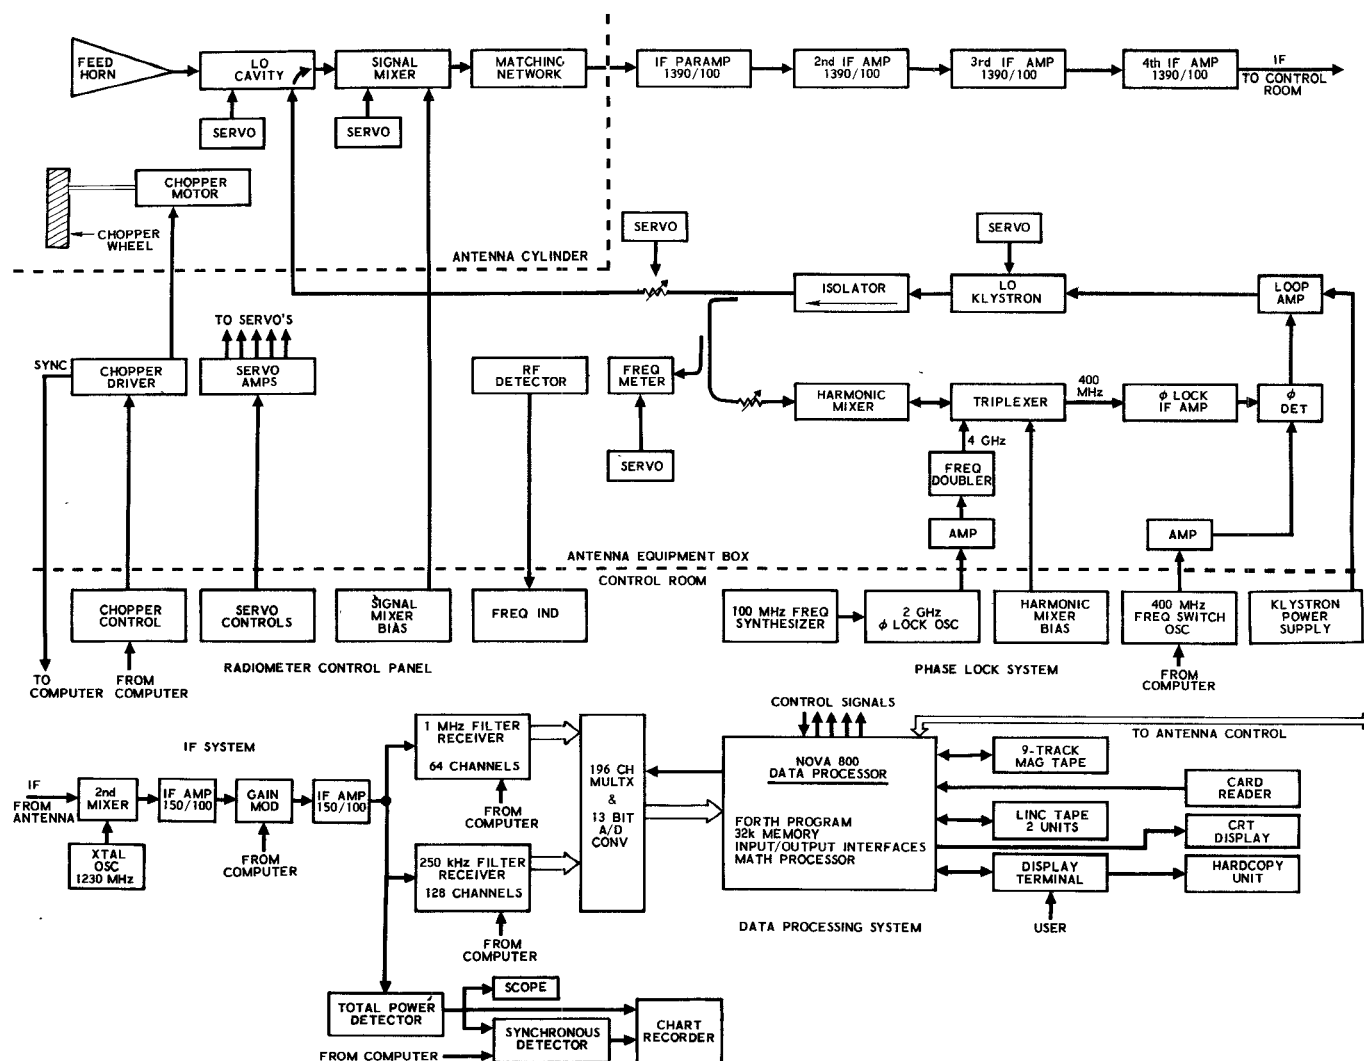 FEED
HORN
LO
CAVITY
SIGNAL
MIXER
MATCHING
NETWORK
IF PARAMP
1390/100
2nd IF AMP
1390/100
3rd IF AMP
1390/100
4th IF AMP
1390/100
IF
TO CONTROL
ROOM
SERVO
SERVO
CHOPPER
MOTOR
CHOPPER
WHEEL
ANTENNA CYLINDER
SERVO
SERVO
ISOLATOR
LO
KLYSTRON
LOOP
AMP
TO SERVO'S
SYNC
CHOPPER
DRIVER
SERVO
AMPS
RF
DETECTOR
FREQ
METER
HARMONIC
MIXER
TRIPLEXER
400
MHz
ϕ LOCK
IF AMP
ϕ
DET
4 GHz
SERVO
FREQ
DOUBLER
AMP
AMP
ANTENNA EQUIPMENT BOX
CONTROL ROOM
CHOPPER
CONTROL
SERVO
CONTROLS
SIGNAL
MIXER
BIAS
FREQ IND
100 MHz FREQ
SYNTHESIZER
2 GHz
ϕ LOCK OSC
HARMONIC
MIXER
BIAS
400 MHz
FREQ SWITCH
OSC
KLYSTRON
POWER
SUPPLY
RADIOMETER CONTROL PANEL
PHASE LOCK SYSTEM
TO
COMPUTER
FROM
COMPUTER
FROM
COMPUTER
CONTROL SIGNALS
TO ANTENNA CONTROL
IF SYSTEM
1 MHz FILTER
RECEIVER
64 CHANNELS
196 CH
MULTX
&
13 BIT
A/D
CONV
NOVA 800
DATA PROCESSOR
FORTH PROGRAM
32k MEMORY
INPUT/OUTPUT INTERFACES
MATH PROCESSOR
9-TRACK
MAG TAPE
CARD
READER
LINC TAPE
2 UNITS
CRT
DISPLAY
DISPLAY
TERMINAL
HARDCOPY
UNIT
USER
DATA PROCESSING SYSTEM
IF
FROM
ANTENNA
2nd
MIXER
IF AMP
150/100
GAIN
MOD
IF AMP
150/100
FROM
COMPUTER
XTAL
OSC
1230 MHz
FROM
COMPUTER
250 kHz FILTER
RECEIVER
128 CHANNELS
FROM
COMPUTER
TOTAL POWER
DETECTOR
SCOPE
SYNCHRONOUS
DETECTOR
CHART
RECORDER
FROM COMPUTER